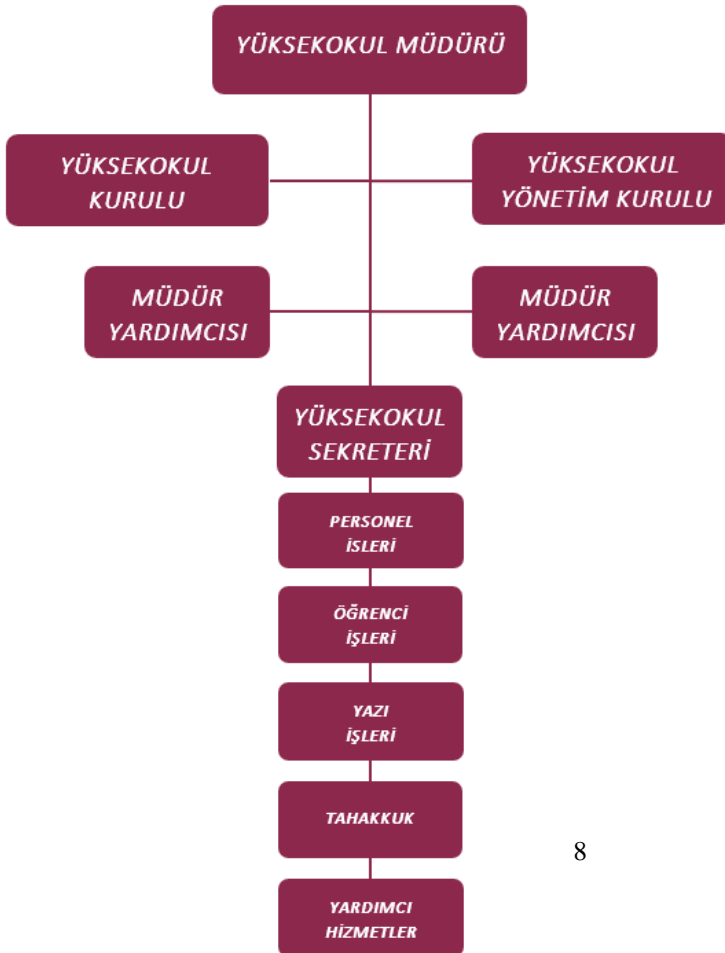 YÜKSEKOKUL MÜDÜRÜ
YÜKSEKOKUL
KURULU
YÜKSEKOKUL
YÖNETİM KURULU
MÜDÜR
YARDIMCISI
MÜDÜR
YARDIMCISI
YÜKSEKOKUL
SEKRETERİ
PERSONEL
İSLERİ
ÖĞRENCİ
İŞLERİ
YAZI
İŞLERİ
TAHAKKUK
8
YARDIMCI
HİZMETLER